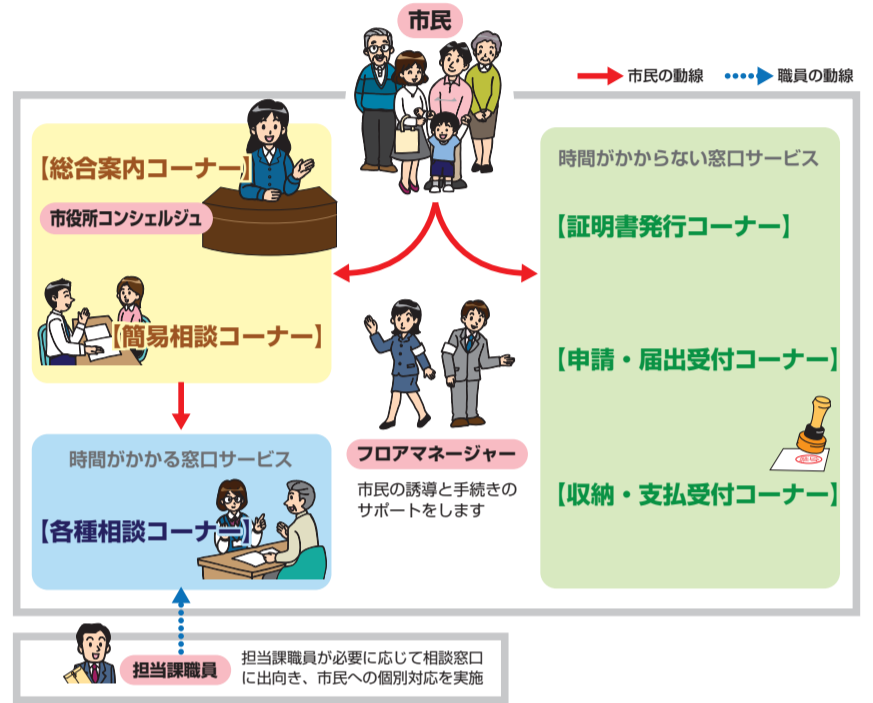 市民
市民の動線
職員の動線
【総合案内コーナー】
市役所コンシェルジュ
【簡易相談コーナー】
時間がかかる窓口サービス
【各種相談コーナー】
フロアマネージャー
市民の誘導と手続きの
サポートをします
時間がかからない窓口サービス
【証明書発行コーナー】
【申請・届出受付コーナー】
【収納・支払受付コーナー】
担当課職員
担当課職員が必要に応じて相談窓口
に出向き、市民への個別対応を実施